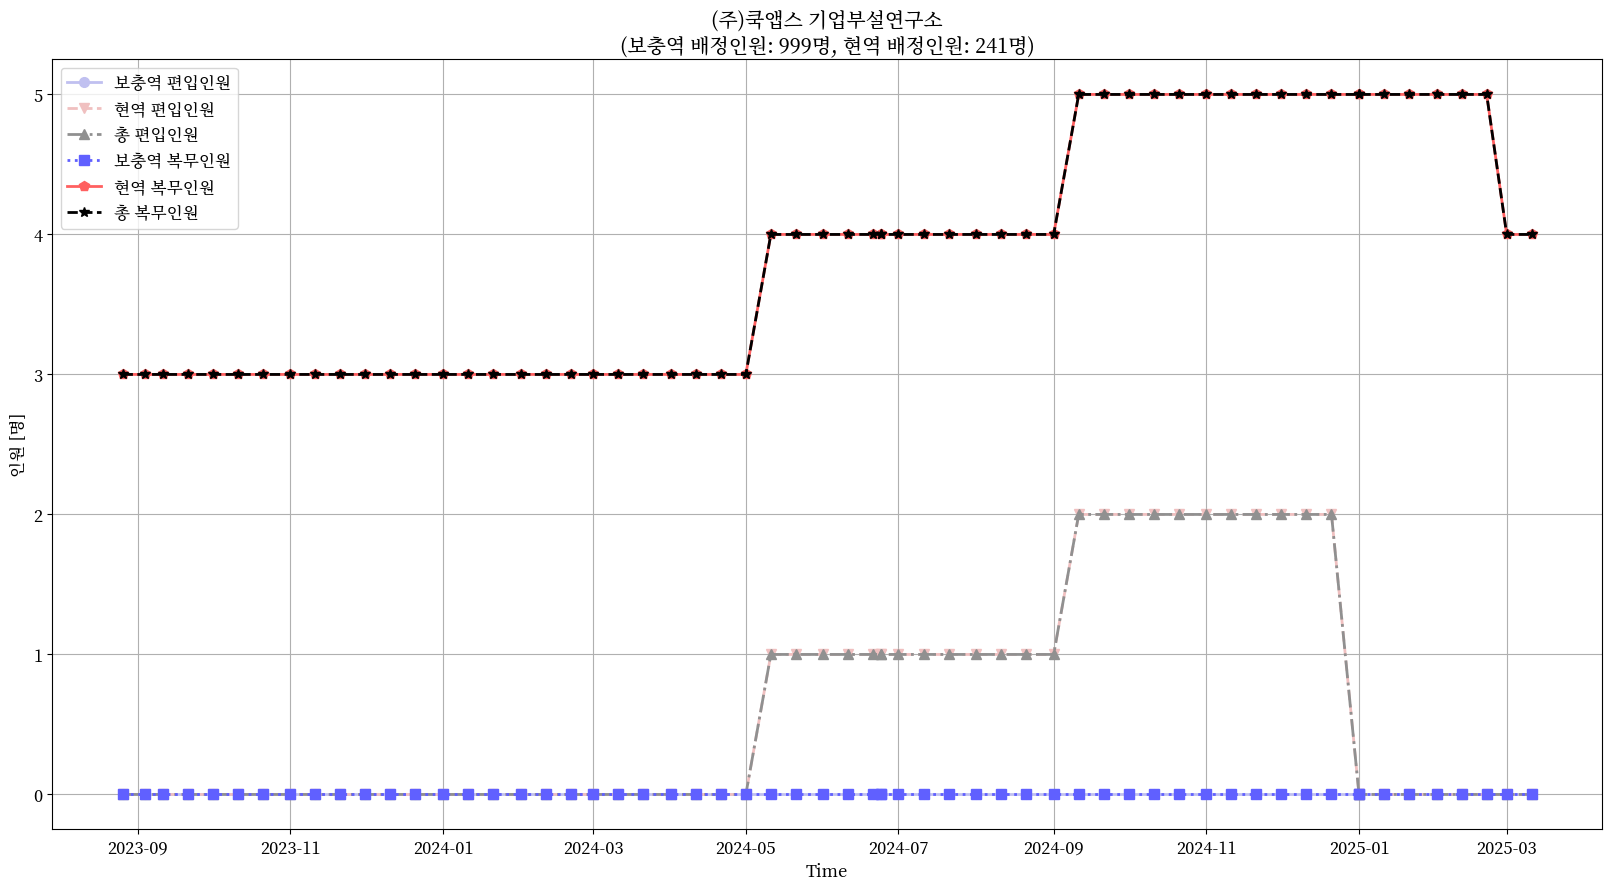 (주)쿡앱스 기업부설연구소
(보충역 배정인원: 999명, 현역 배정인원: 241명)
보충역 편입인원
현역 편입인원
총 편입인원
보충역 복무인원
현역 복무인원
총 복무인원
5
4
3
2
1
0
인원 [명]
2023-09
2023-11
2024-01
2024-03
2024-05
2024-07
2024-09
2024-11
2025-01
2025-03
Time